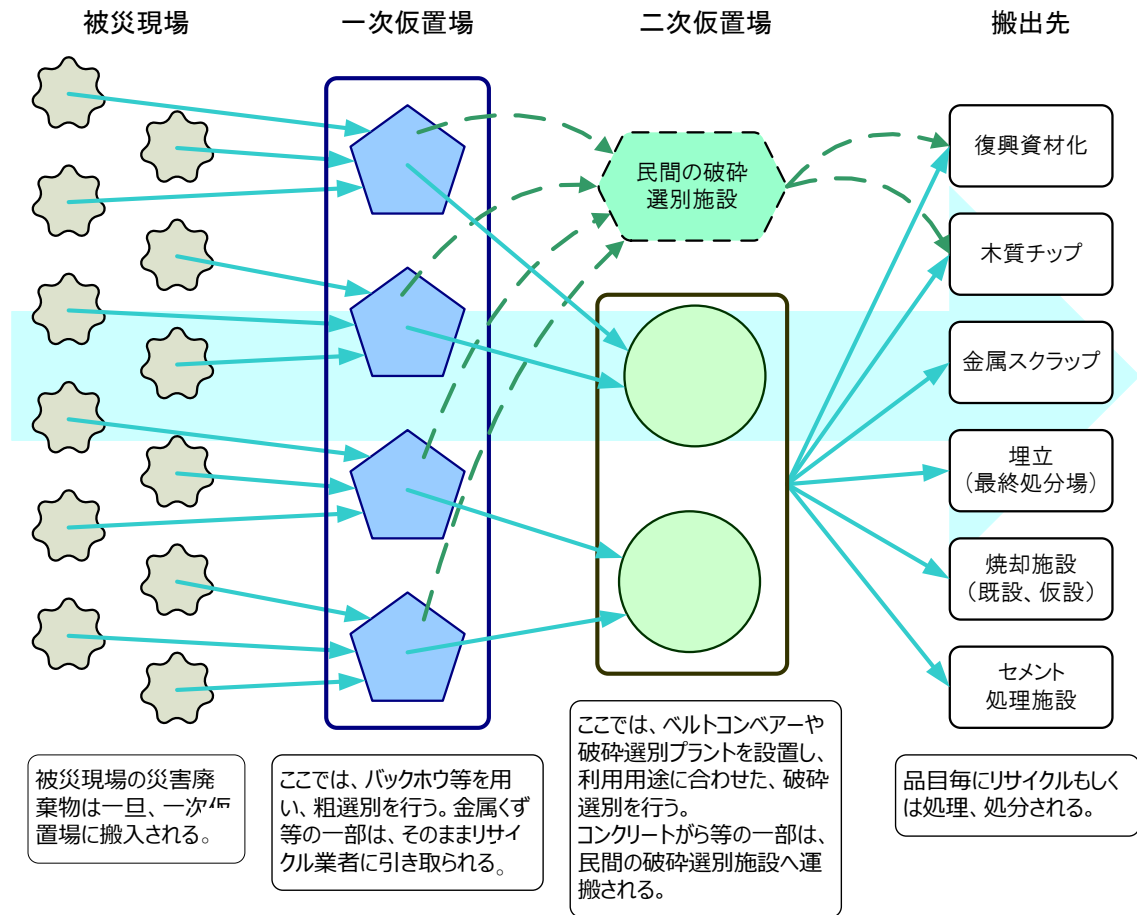 被災現場
一次仮置場
二次仮置場
搬出先
民間の破砕
選別施設
復興資材化
木質チップ
金属スクラップ
埋立
（最終処分場）
焼却施設
（既設、仮設）
セメント
処理施設
被災現場の災害廃
棄物は一旦、一次仮
置場に搬入される。
ここでは、バックホウ等を用
い、粗選別を行う。金属くず
等の一部は、そのままリサイ
クル業者に引き取られる。
ここでは、ベルトコンベアーや
破砕選別プラントを設置し、
利用用途に合わせた、破砕
選別を行う。
コンクリートがら等の一部は、
民間の破砕選別施設へ運
搬される。
品目毎にリサイクルもしく
は処理、処分される。